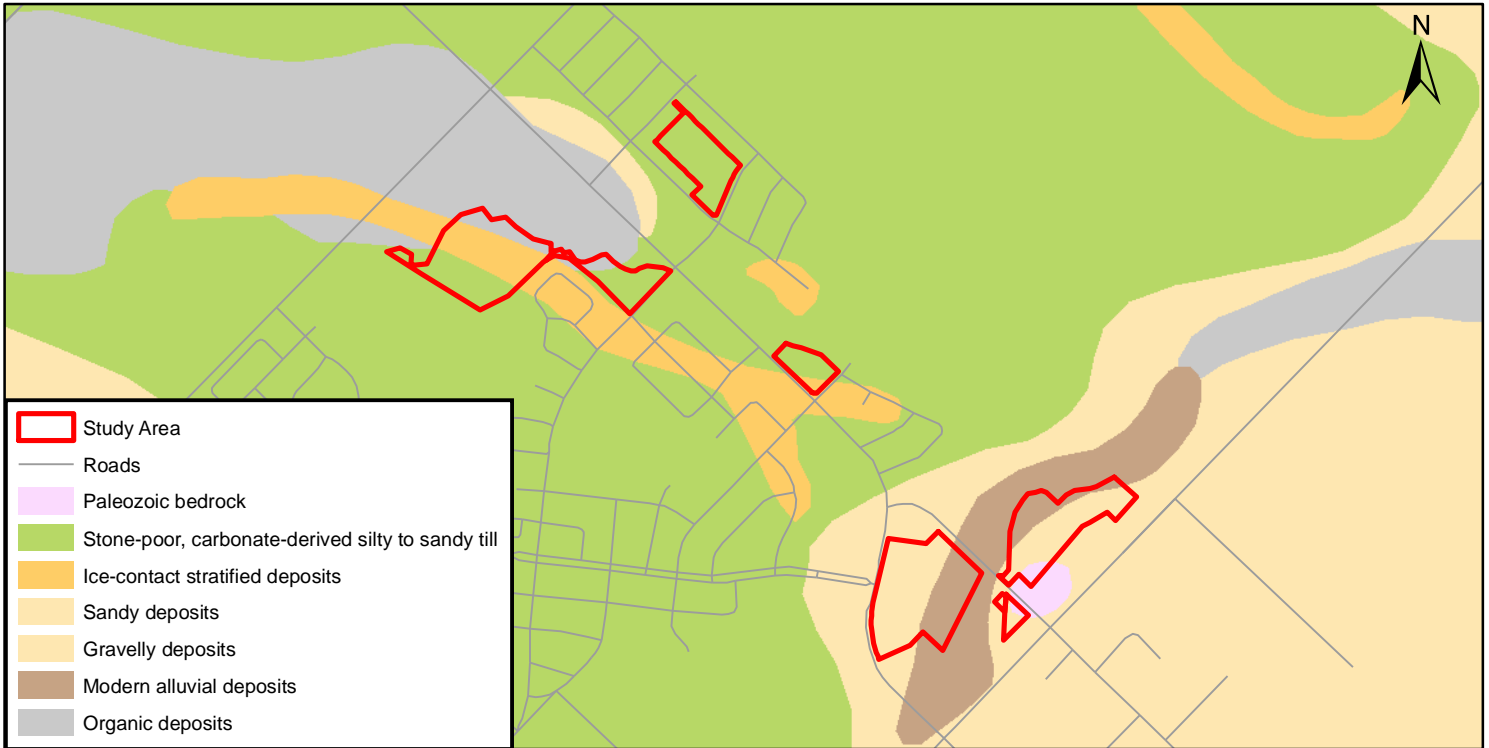 N
Study Area
Roads
Paleozoic bedrock
Stone-poor, carbonate-derived silty to sandy till
Ice-contact stratified deposits
Sandy deposits
Gravelly deposits
Modern alluvial deposits
Organic deposits